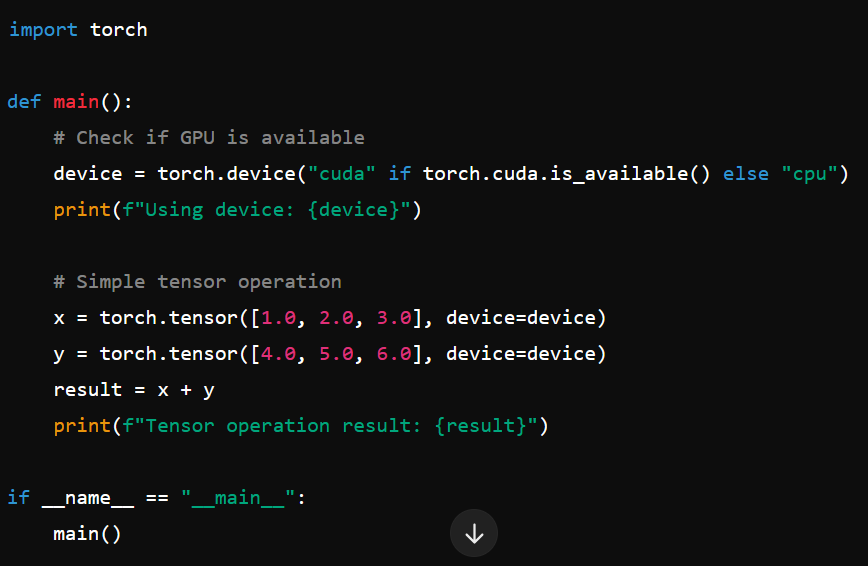 import torch

def main():
    # Check if GPU is available
    device = torch.device("cuda" if torch.cuda.is_available() else "cpu")
    print(f"Using device: {device}")

    # Simple tensor operation
    x = torch.tensor([1.0, 2.0, 3.0], device=device)
    y = torch.tensor([4.0, 5.0, 6.0], device=device)
    result = x + y
    print(f"Tensor operation result: {result}")

if __name__ == "__main__":
    main()